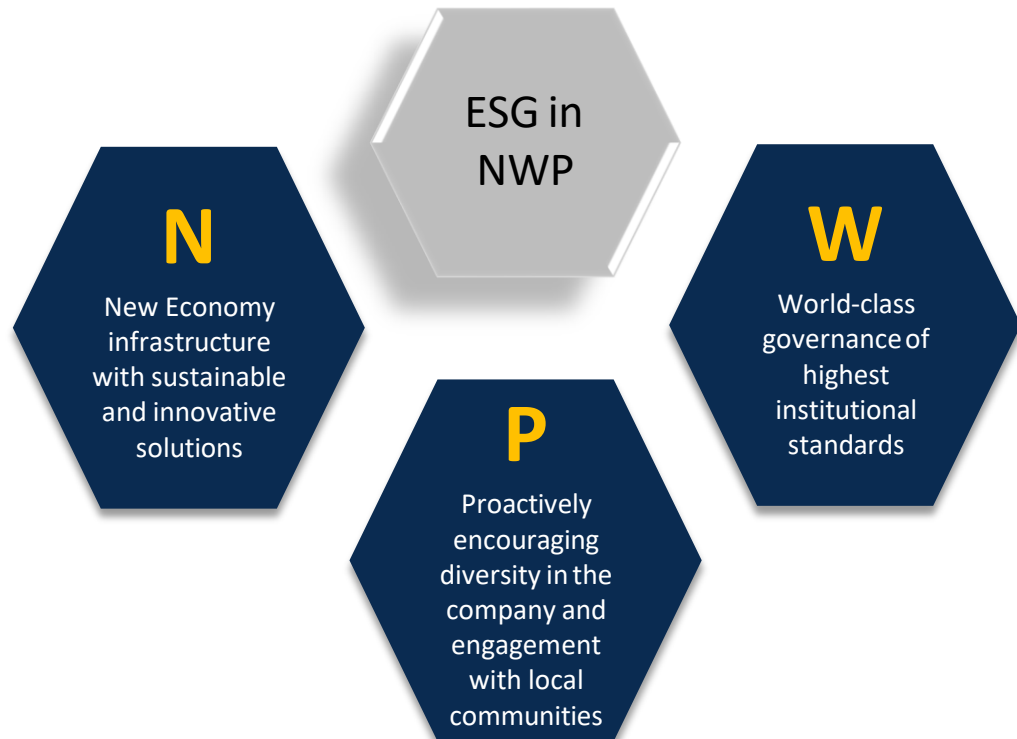 ESG in
NWP
N
New Economy
infrastructure
with sustainable
and innovative
solutions
W
World-class
governance of
highest
institutional
standards
P
Proactively
encouraging
diversity in the
company and
engagement
with local
communities